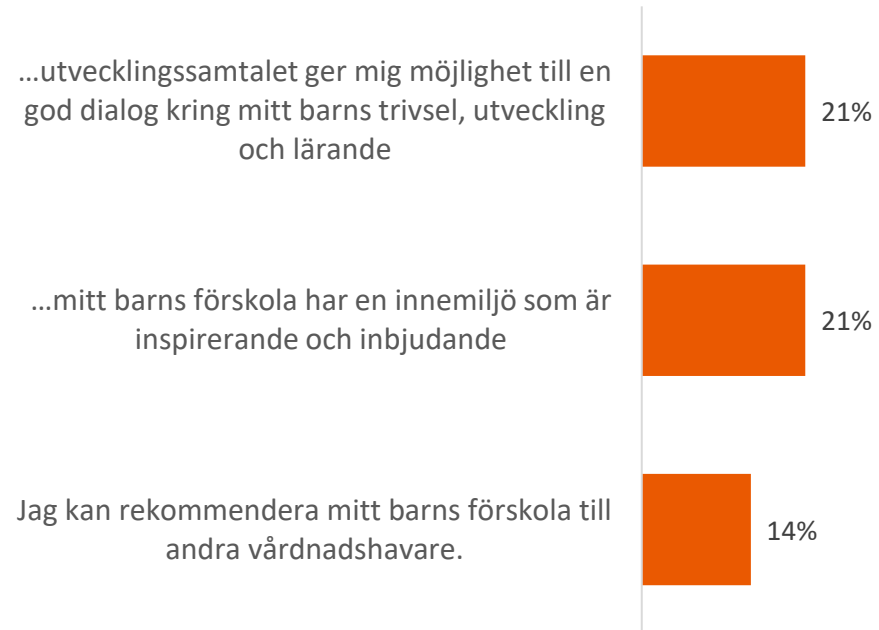 ...utvecklingssamtalet ger mig möjlighet till en
god dialog kring mitt barns trivsel, utveckling
och lärande
21%
...mitt barns förskola har en innemiljö som är
inspirerande och inbjudande
21%
Jag kan rekommendera mitt barns förskola till
andra vårdnadshavare.
14%